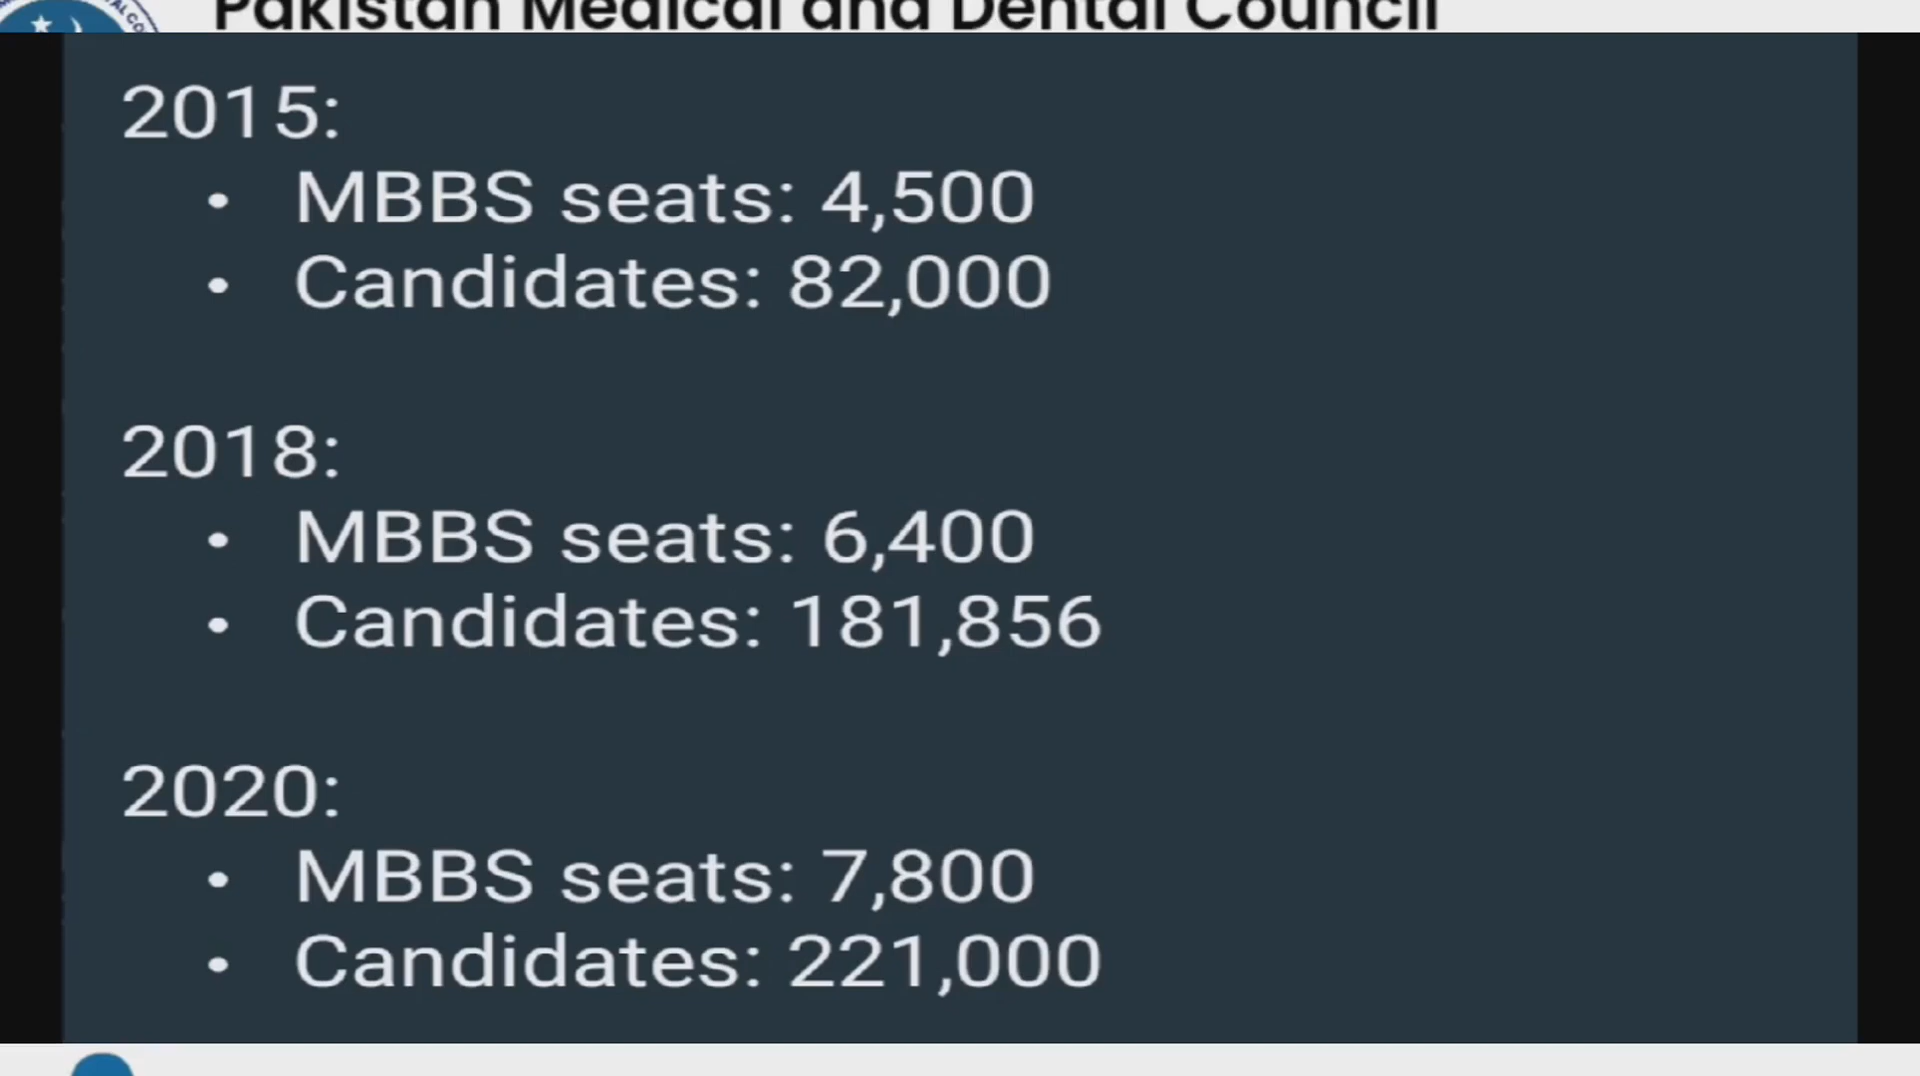 Pakistan Medical and Dental Council
2015:
• MBBS seats: 4,500
• Candidates: 82,000
2018:
• MBBS seats: 6,400
• Candidates: 181,856
2020:
• MBBS seats: 7,800
• Candidates: 221,000